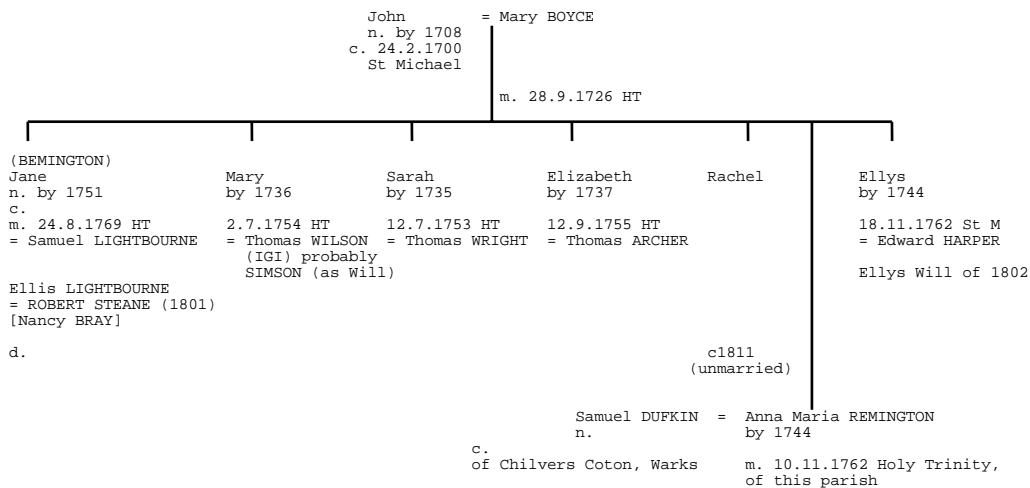 John = Mary BOYCE
n. by 1708
c. 24.2.1700
St Michael
m. 28.9.1726 HT
(BEMINGTON)
Jane Mary Sarah Elizabeth Rachel Ellys
n. by 1751 by 1736 by 1735 by 1737 by 1744
c.
m. 24.8.1769 HT 2.7.1754 HT 12.7.1753 HT 12.9.1755 HT 18.11.1762 St M
= Samuel LIGHTBOURNE = Thomas WILSON = Thomas WRIGHT = Thomas ARCHER = Edward HARPER
(IGI) probably
SIMSON (as Will) Ellys Will of 1802
Ellis LIGHTBOURNE
= ROBERT STEANE (1801)
[Nancy BRAY]
d. c1811
(unmarried)
Samuel DUFKIN = Anna Maria REMINGTON
n. by 1744
c.
of Chilvers Coton, Warks m. 10.11.1762 Holy Trinity,
of this parish